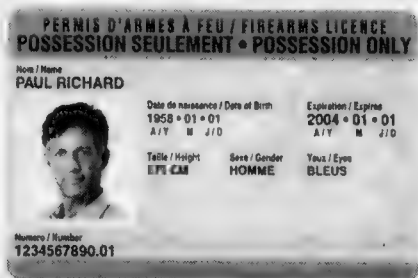 PERMIS D'ARMES À FEU / FIREARMS LICENCE
POSSESSION SEULEMENT • POSSESSION ONLY
Nom / Name
PAUL RICHARD
Date de naissance / Date of Birth
1958 • 01 • 01
A / Y M J / D
Expiration / Expires
2004 • 01 • 01
A / Y M J / D
Taille / Height
CM
Sexe / Gender
HOMME
Yeux / Eyes
BLEUS
Numero / Number
1234567890.01